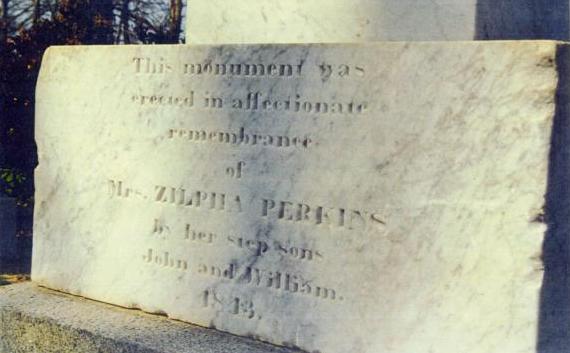 This monument was
erected in affectionate
remembrance
of
Mrs. ZILPHA PERKINS
by her step sons
John and William.
1843.